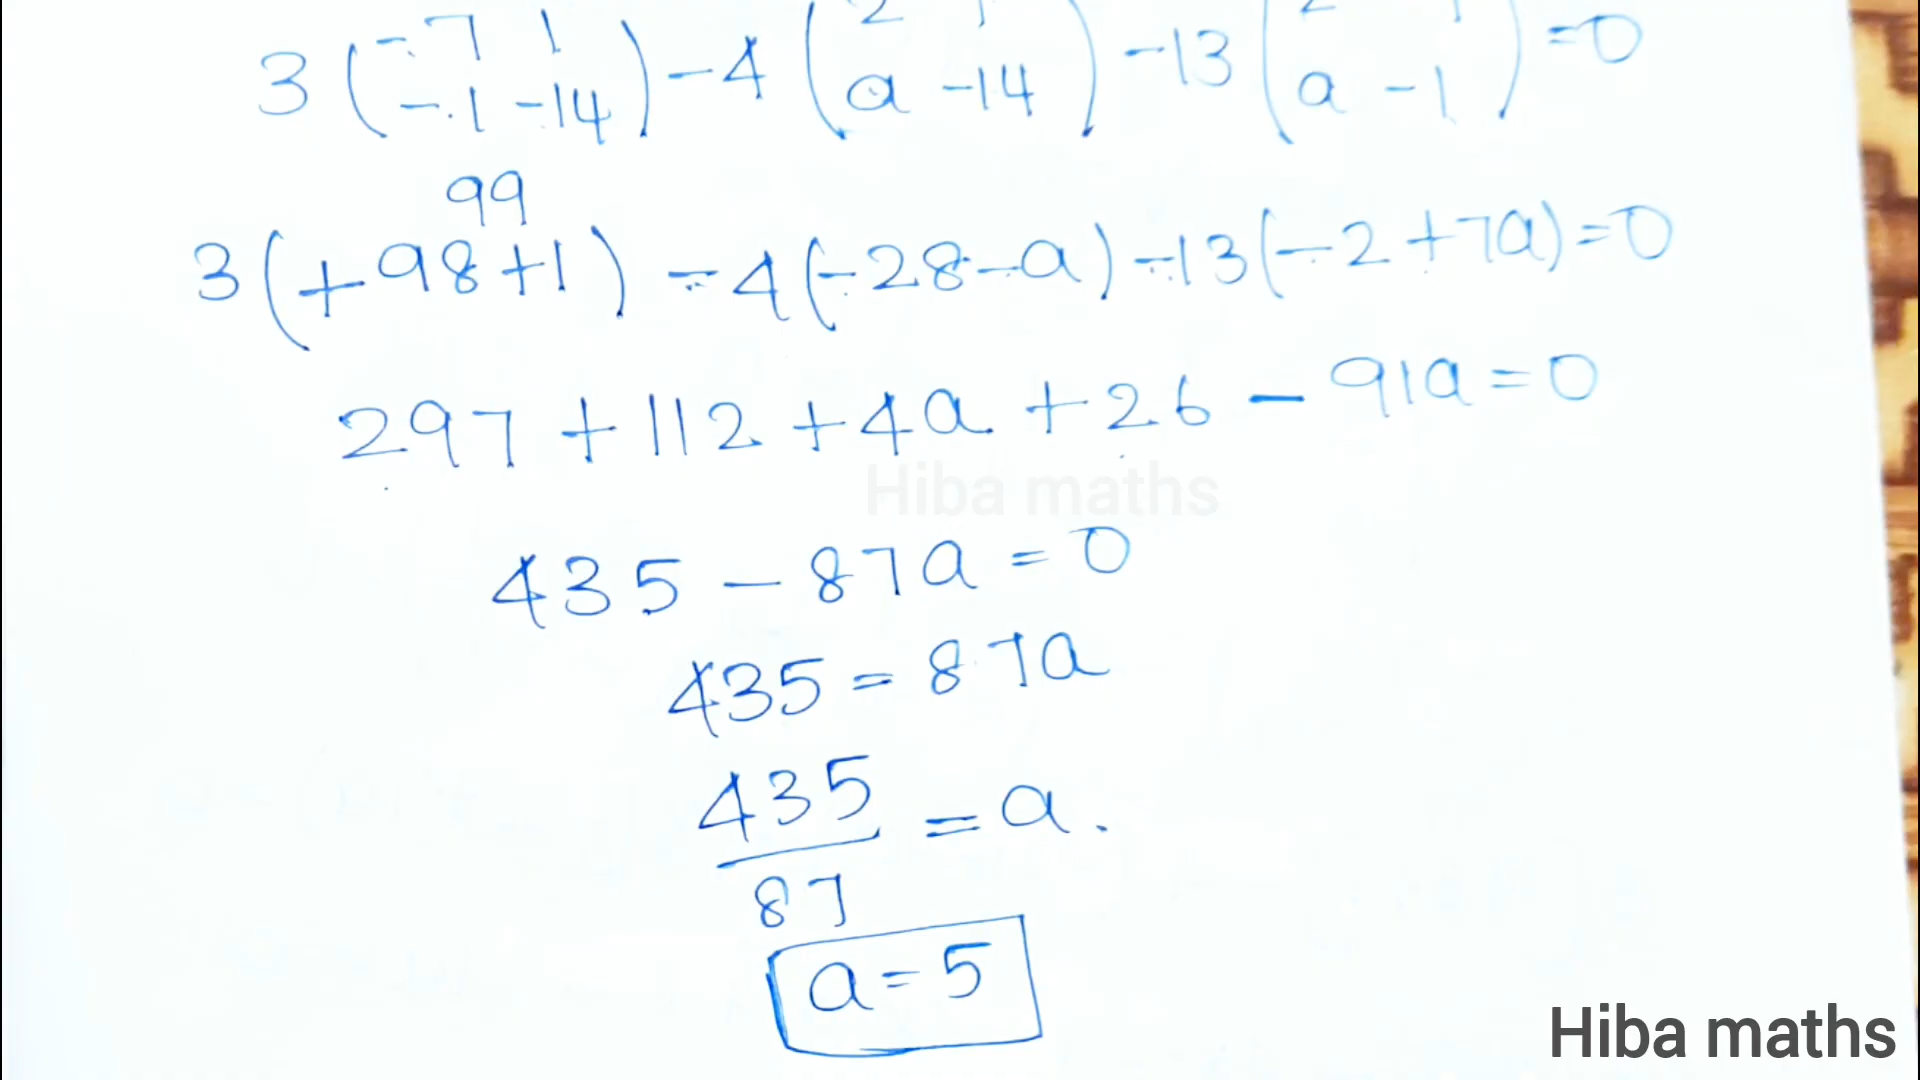 3 ( -7 1 ) - 4 ( 2 1 ) - 13 ( ) = 0
-1 -14 a -14 a -1
99
3 (+98+1) - 4(-28-a) -13(-2+7a)=0
297 + 112 + 4a + 26 - 91a = 0
Hiba maths
435 - 87a = 0
435 = 87a
435
= a.
87
a = 5
Hiba maths